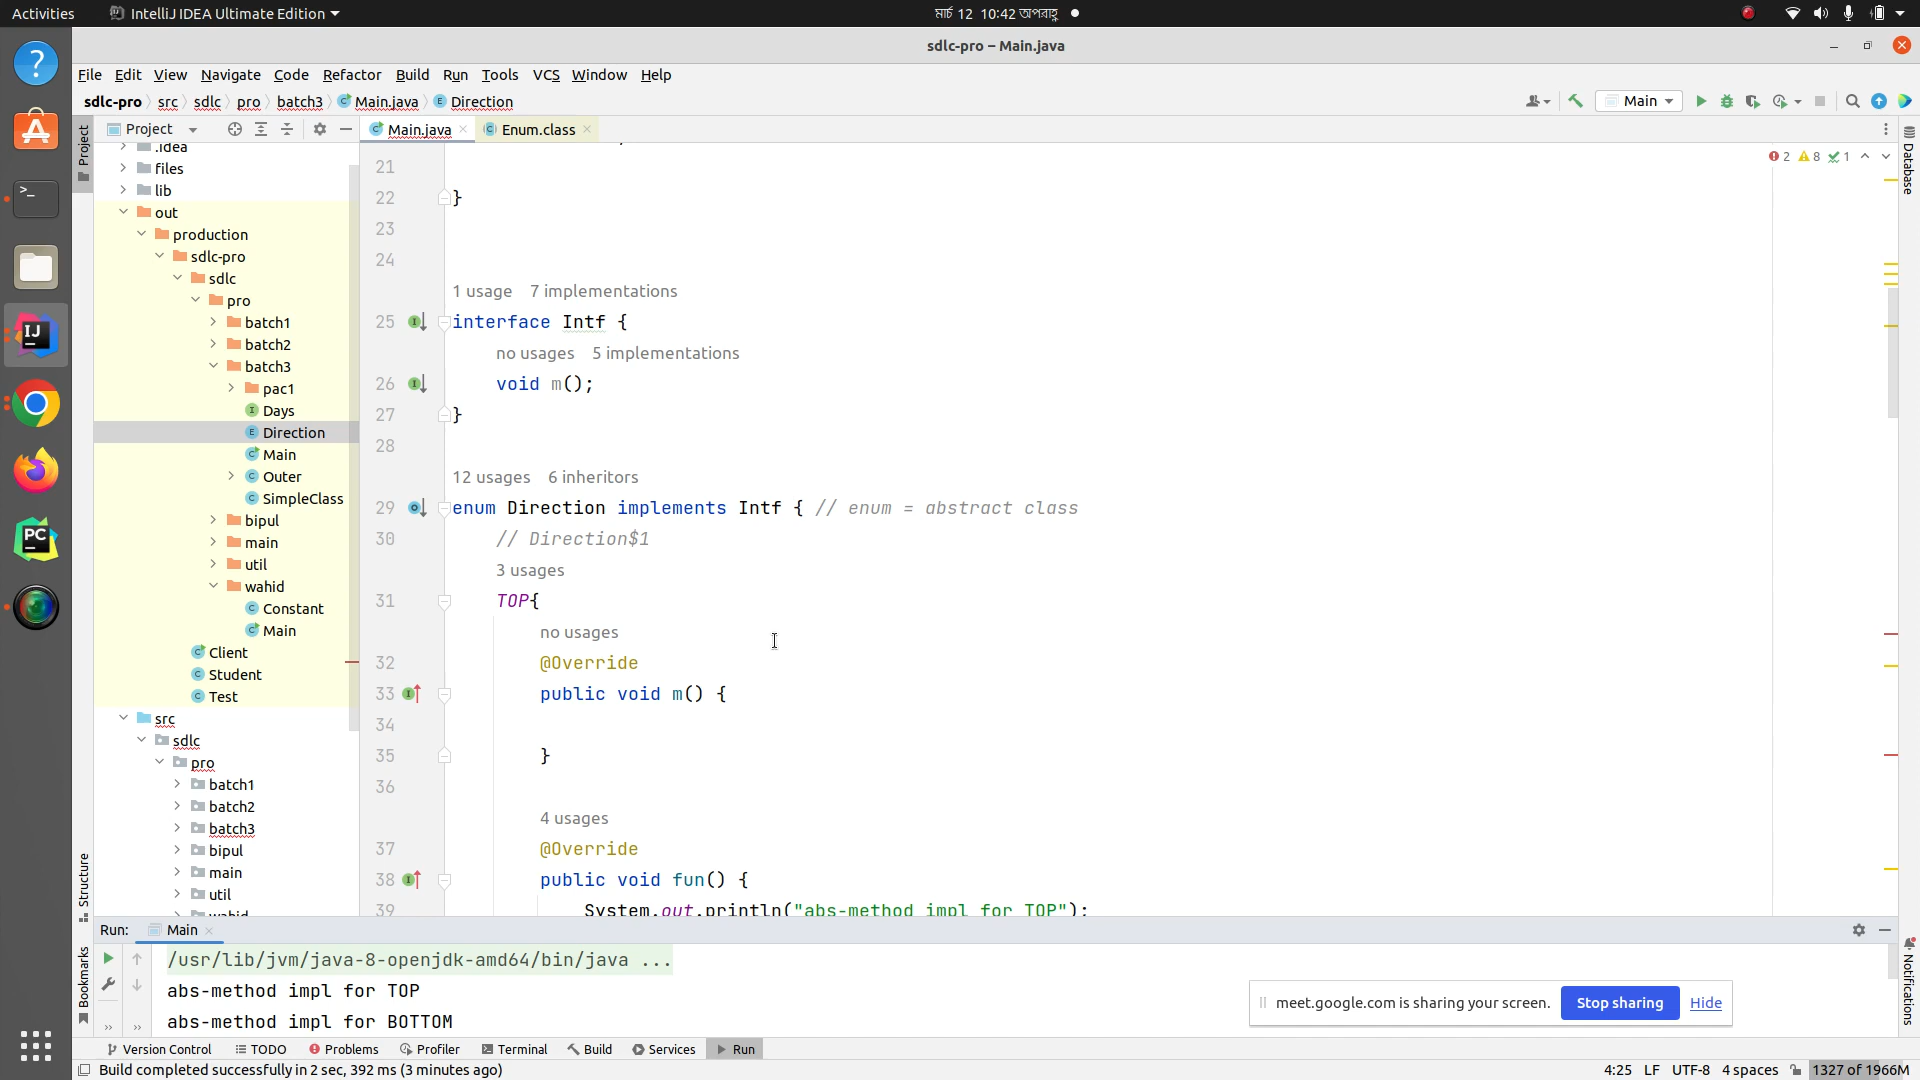 Activities IntelliJ IDEA Ultimate Edition মার্চ 12 10:42 অপরাহ্ণ
sdlc-pro – Main.java
File Edit View Navigate Code Refactor Build Run Tools VCS Window Help
sdlc-pro src sdlc pro batch3 Main.java Direction Main
Project Main.java Enum.class
Project
Structure
Bookmarks
.idea
files
lib
out
production
sdlc-pro
sdlc
pro
batch1
batch2
batch3
pac1
Days
Direction
Main
Outer
SimpleClass
bipul
main
util
wahid
Constant
Main
Client
Student
Test
src
sdlc
pro
batch1
batch2
batch3
bipul
main
util
wahid
2 8 1
21
22 }
23
24
1 usage 7 implementations
25 interface Intf {
no usages 5 implementations
26 void m();
27 }
28
12 usages 6 inheritors
29 enum Direction implements Intf { // enum = abstract class
30 // Direction$1
3 usages
31 TOP{
no usages
32 @Override
33 public void m() {
34
35 }
36
4 usages
37 @Override
38 public void fun() {
39 System.out.println("abs-method impl for TOP");
Database
Notifications
Run: Main
/usr/lib/jvm/java-8-openjdk-amd64/bin/java ...
abs-method impl for TOP
abs-method impl for BOTTOM
meet.google.com is sharing your screen. Stop sharing Hide
Version Control TODO Problems Profiler Terminal Build Services Run
Build completed successfully in 2 sec, 392 ms (3 minutes ago) 4:25 LF UTF-8 4 spaces 1327 of 1966M